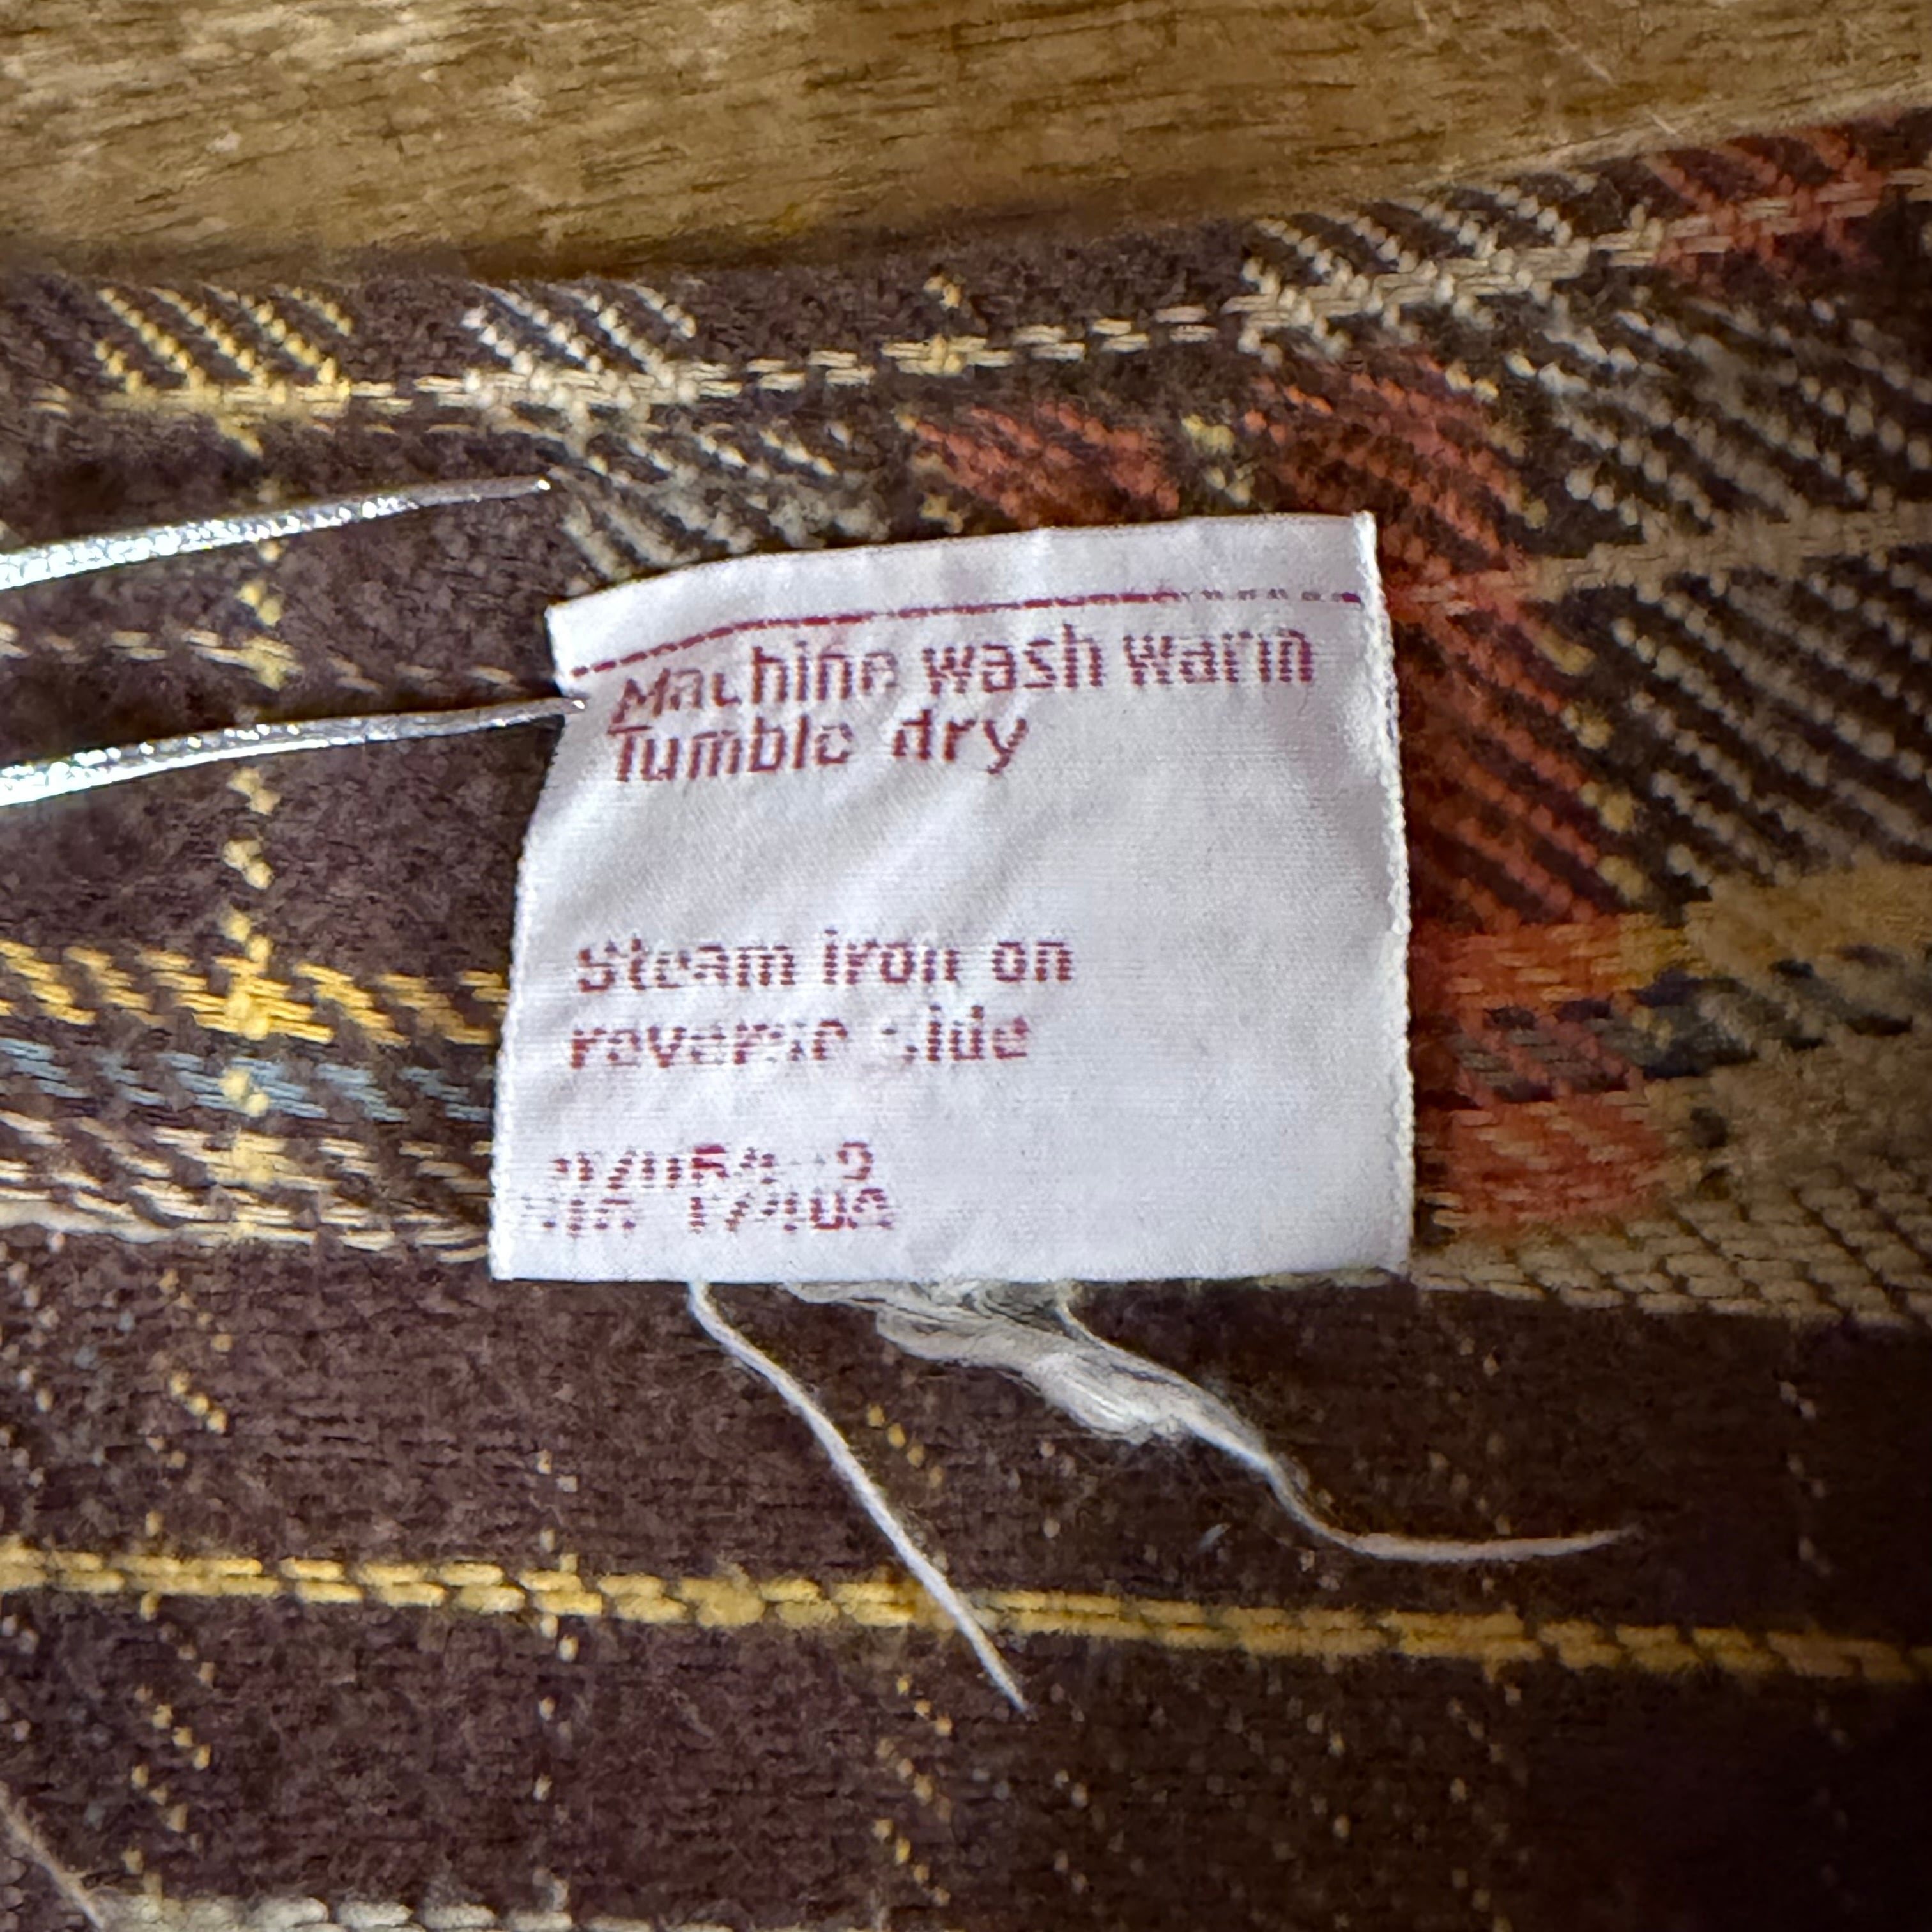 Machine wash warm
Tumble dry
Steam iron on
reverse side